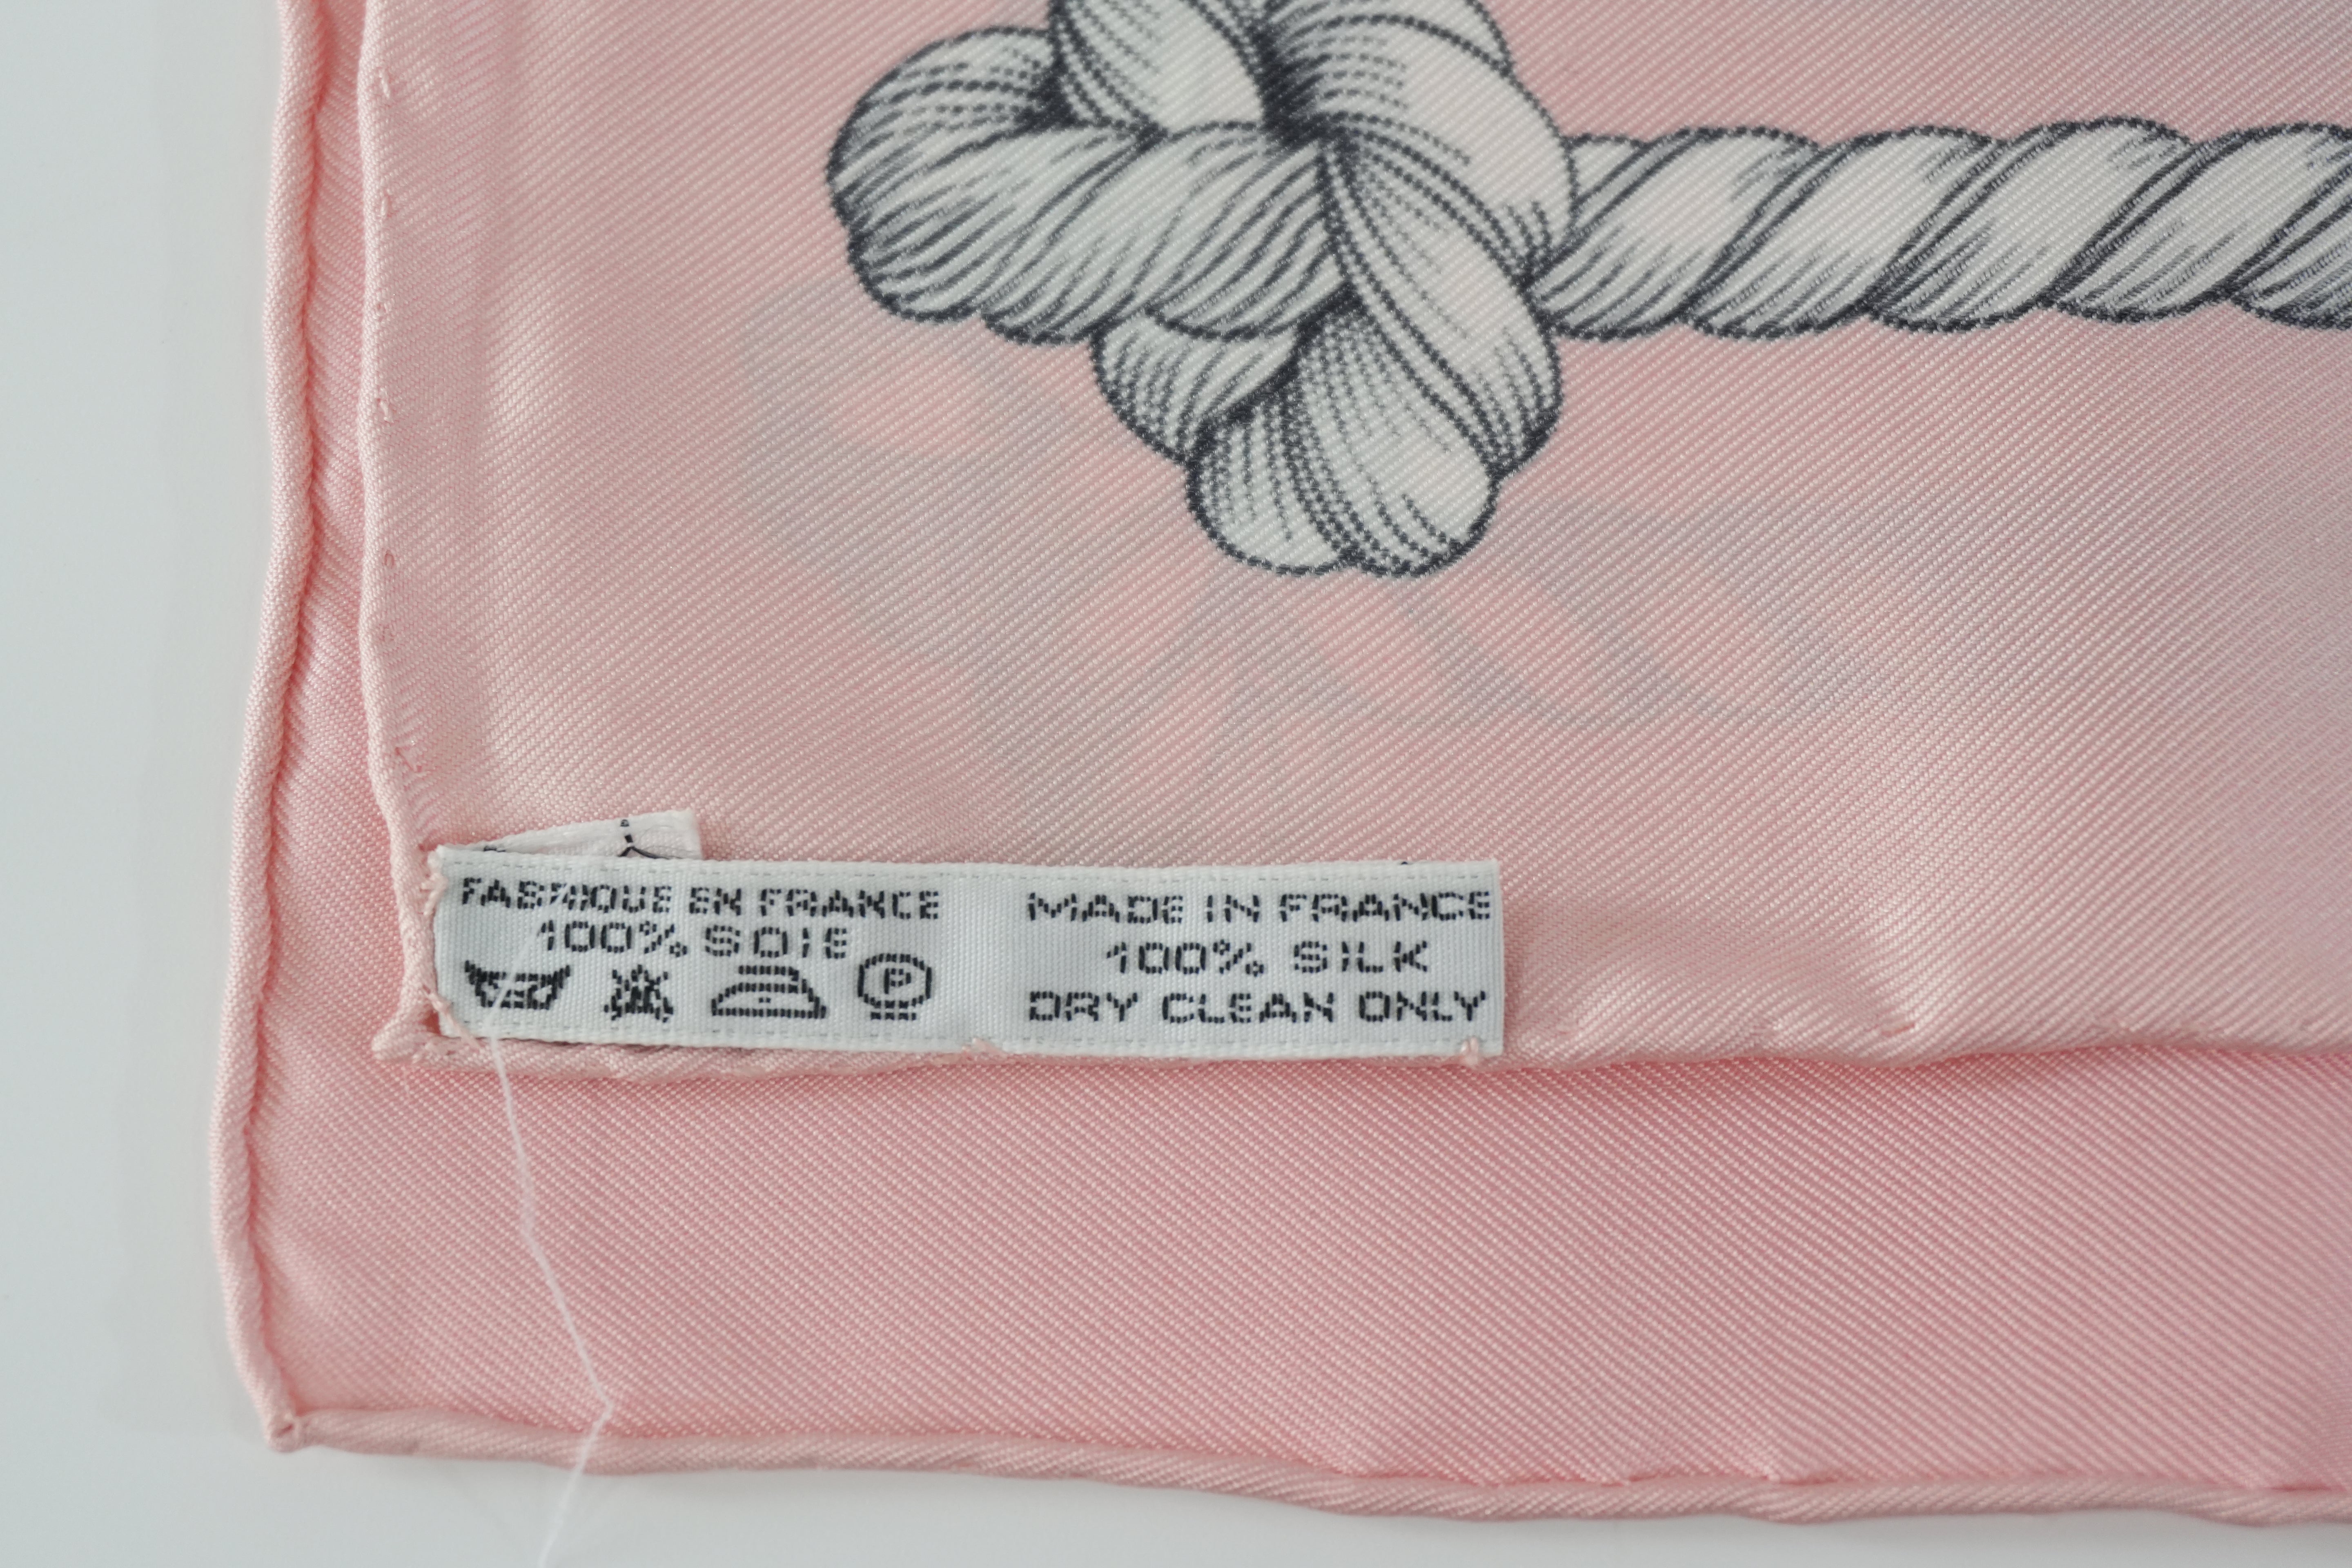 FABRIQUE EN FRANCE
100% SOIE
P
MADE IN FRANCE
100% SILK
DRY CLEAN ONLY